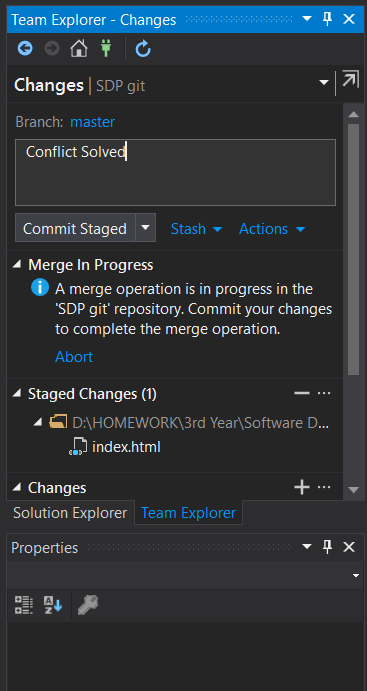 Team Explorer - Changes
Changes | SDP git
Branch: master
Conflict Solved
Commit Staged Stash Actions
Merge In Progress
A merge operation is in progress in the
'SDP git' repository. Commit your changes
to complete the merge operation.
Abort
Staged Changes (1)
D:\HOMEWORK\3rd Year\Software D...
index.html
Changes
Solution Explorer Team Explorer
Properties